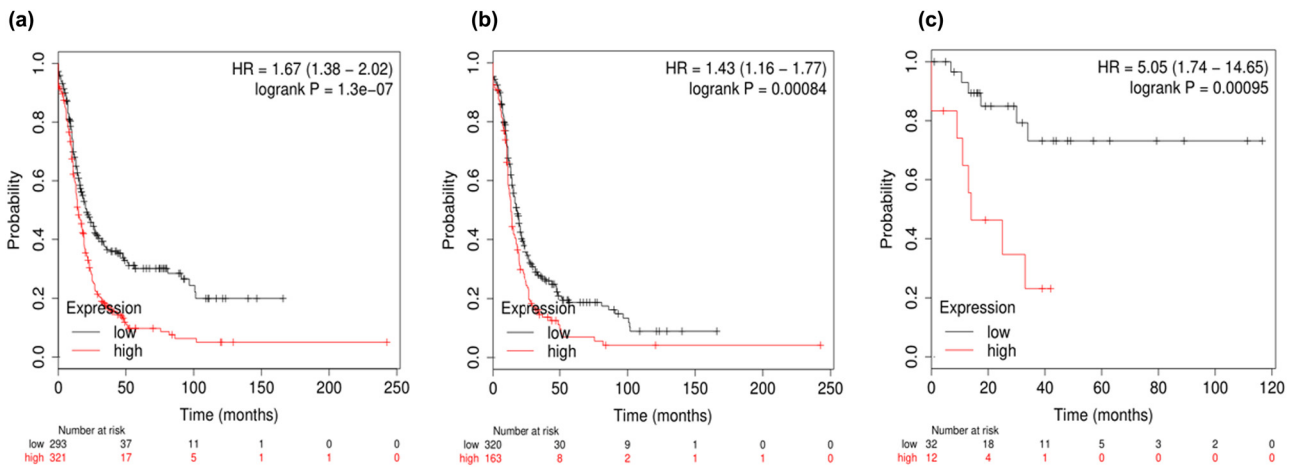 (a)
HR = 1.67 (1.38 – 2.02)
logrank P = 1.3e−07
Probability
1.0
0.8
0.6
0.4
0.2
0.0
Expression
low
high
0 50 100 150 200 250
Time (months)
Number at risk
low 293 37 11 1 0 0
high 321 17 5 1 1 0
(b)
HR = 1.43 (1.16 – 1.77)
logrank P = 0.00084
Probability
1.0
0.8
0.6
0.4
0.2
0.0
Expression
low
high
0 50 100 150 200 250
Time (months)
Number at risk
low 320 30 9 1 0 0
high 163 8 2 1 1 0
(c)
HR = 5.05 (1.74 – 14.65)
logrank P = 0.00095
Probability
1.0
0.8
0.6
0.4
0.2
0.0
Expression
low
high
0 20 40 60 80 100 120
Time (months)
Number at risk
low 32 18 11 5 3 2 0
high 12 4 1 0 0 0 0